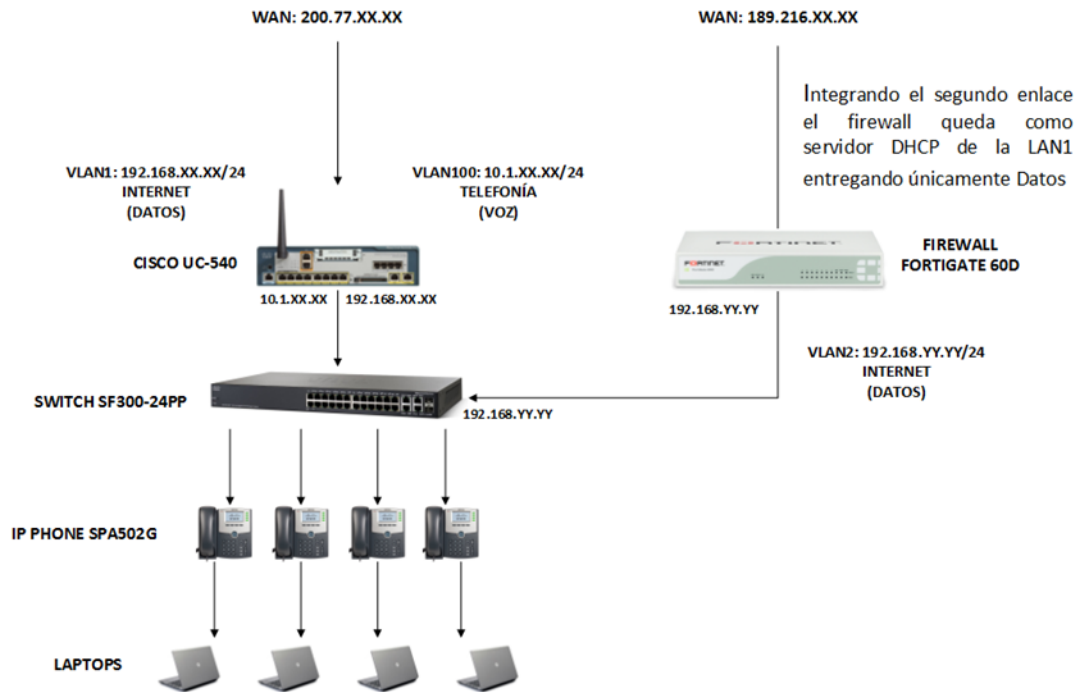 WAN: 200.77.XX.XX
WAN: 189.216.XX.XX
Integrando el segundo enlace
el firewall queda como
servidor DHCP de la LAN1
entregando únicamente Datos
VLAN1: 192.168.XX.XX/24
INTERNET
(DATOS)
VLAN100: 10.1.XX.XX/24
TELEFONÍA
(VOZ)
CISCO UC-540
10.1.XX.XX
192.168.XX.XX
FORTINET
FIREWALL
FORTIGATE 60D
192.168.YY.YY
VLAN2: 192.168.YY.YY/24
INTERNET
(DATOS)
SWITCH SF300-24PP
192.168.YY.YY
IP PHONE SPA502G
LAPTOPS